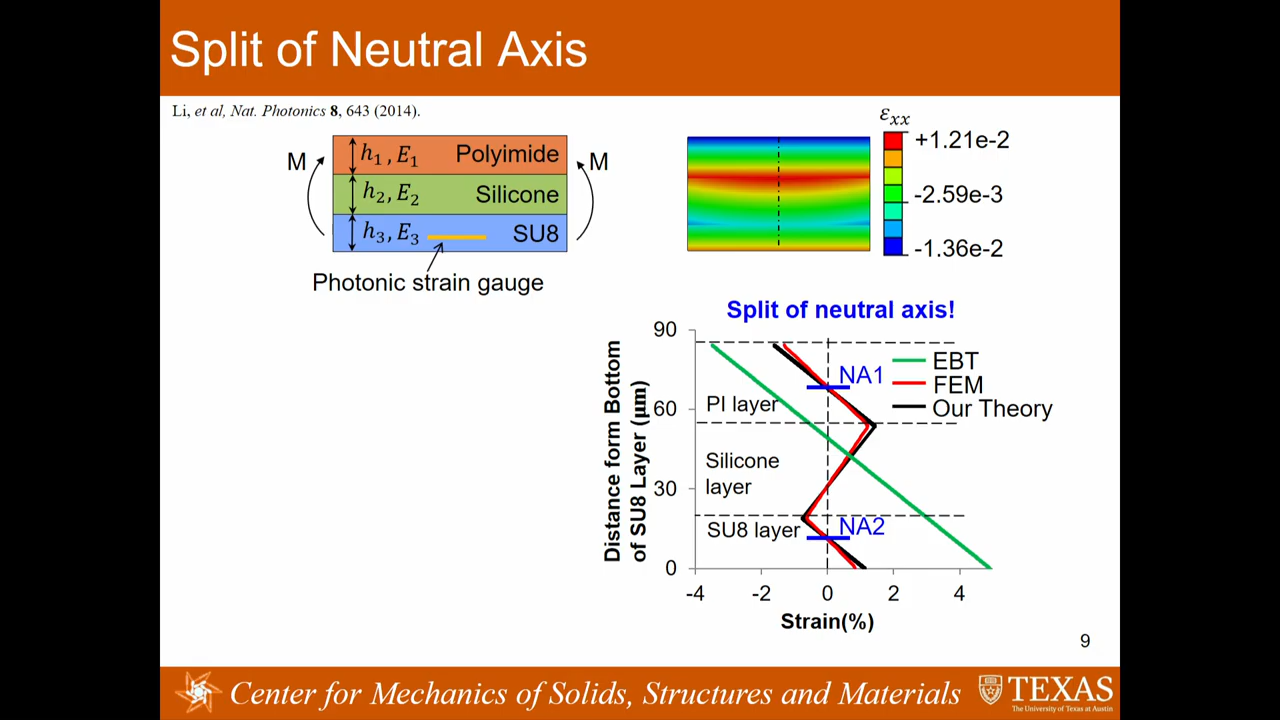 Split of Neutral Axis
Li, et al, Nat. Photonics 8, 643 (2014).
M
h₁, E₁ Polyimide
M
h₂, E₂ Silicone
h₃, E₃ SU8
Photonic strain gauge
εxx
+1.21e-2
-2.59e-3
-1.36e-2
Split of neutral axis!
Distance form Bottom
of SU8 Layer (μm)
90
60
30
0
NA1
PI layer
Silicone
layer
SU8 layer
NA2
EBT
FEM
Our Theory
-4 -2 0 2 4
Strain(%)
9
Center for Mechanics of Solids, Structures and Materials
TEXAS
The University of Texas at Austin